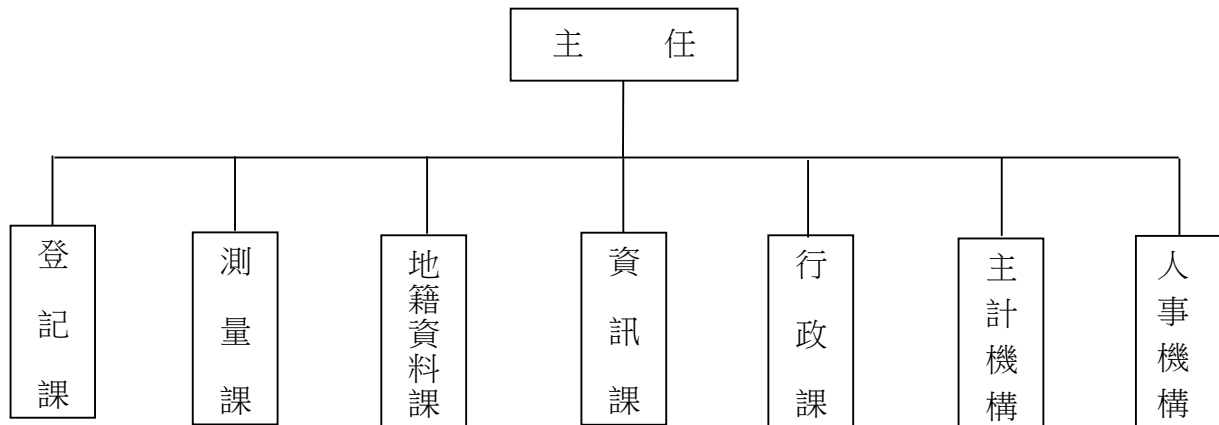 主任
登記課
測量課
地籍資料課
資訊課
行政課
主計機構
人事機構